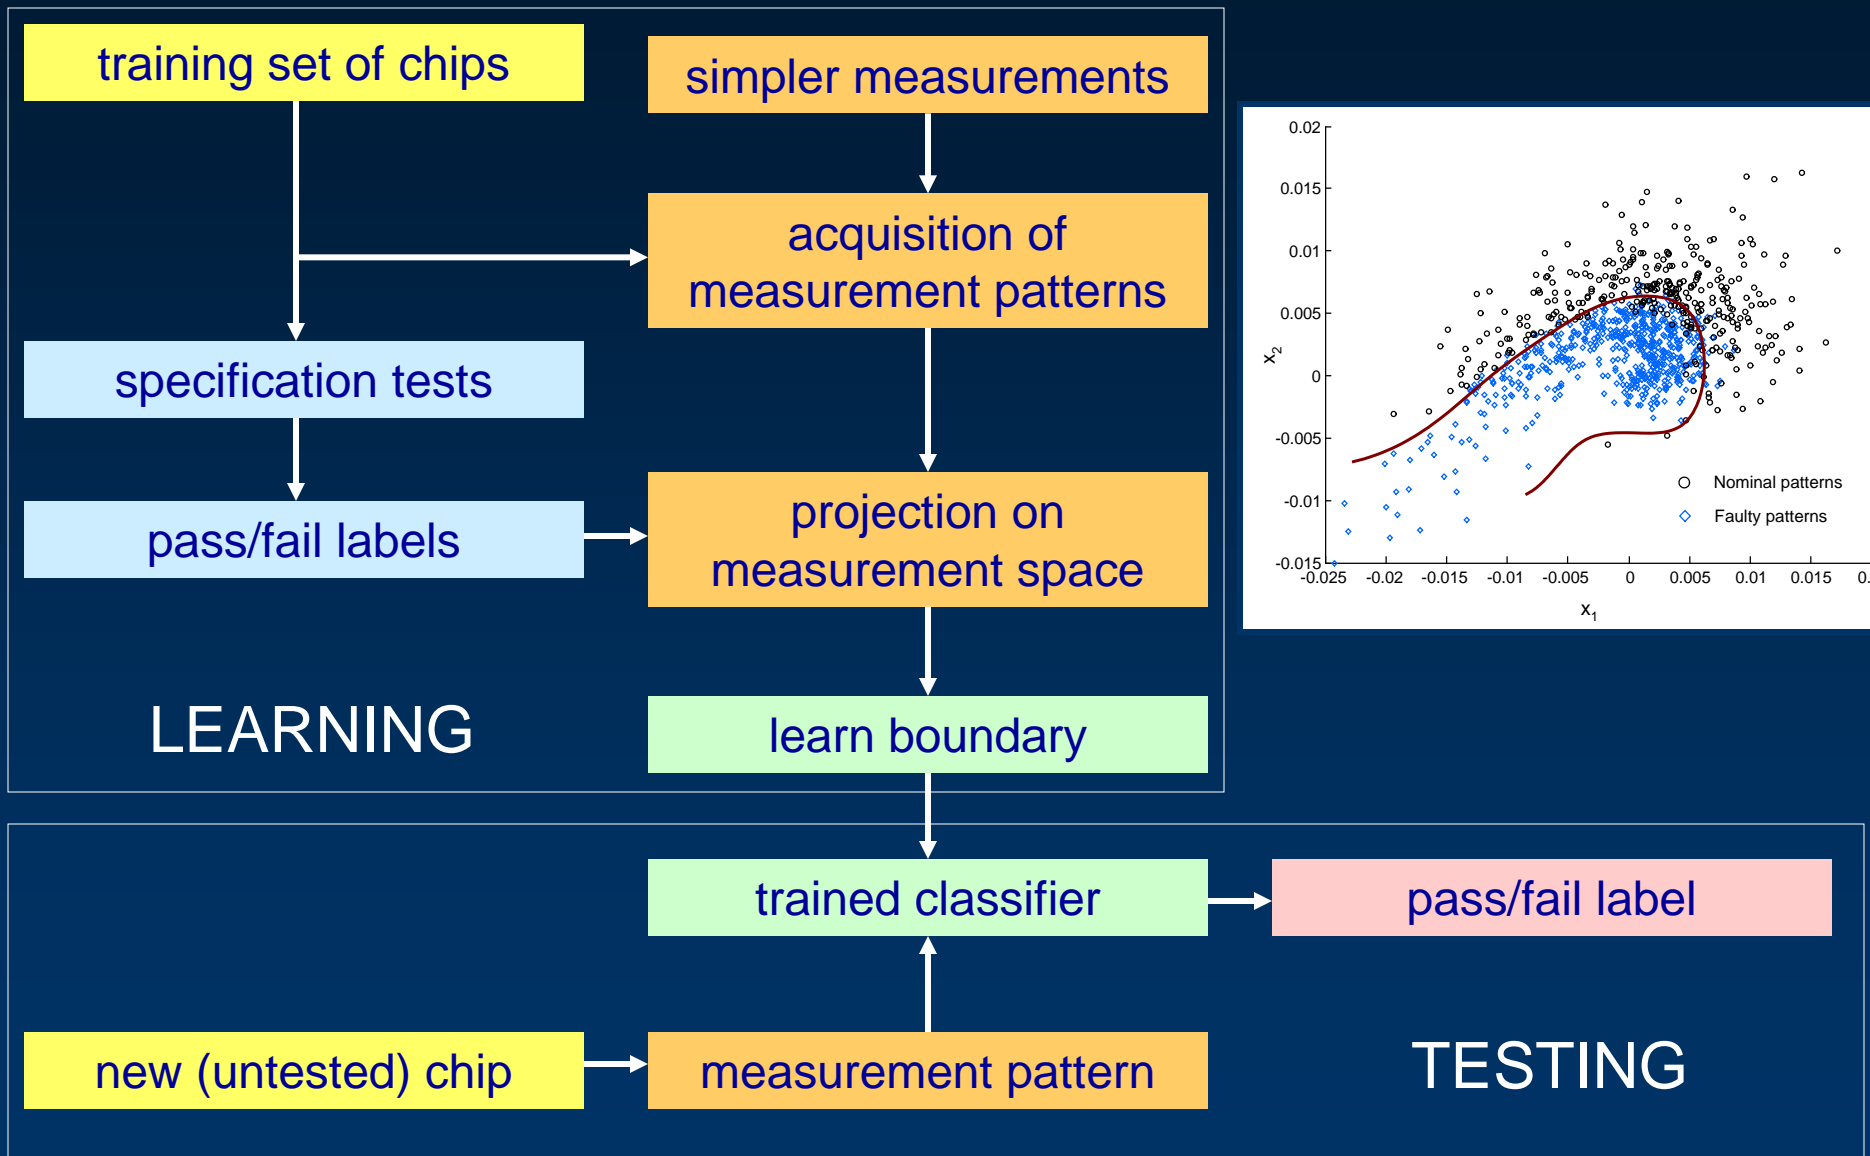 training set of chips
simpler measurements
acquisition of
measurement patterns
specification tests
pass/fail labels
projection on
measurement space
LEARNING
learn boundary
0.02
0.015
0.01
0.005
0
-0.005
-0.01
-0.015
x2
-0.025
-0.02
-0.015
-0.01
-0.005
0
0.005
0.01
0.015
0.
x1
Nominal patterns
Faulty patterns
trained classifier
pass/fail label
new (untested) chip
measurement pattern
TESTING